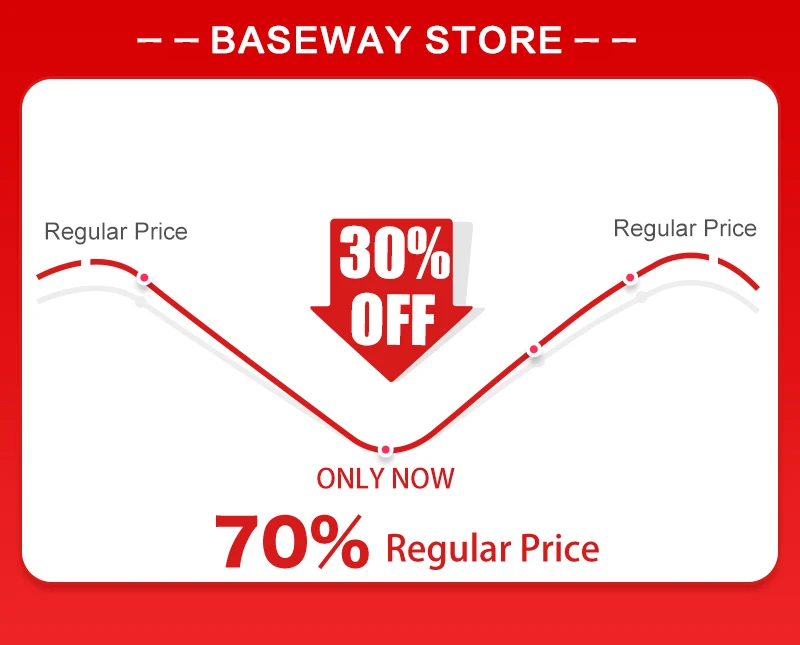 — — BASEWAY STORE — —
Regular Price
Regular Price
30%
OFF
ONLY NOW
70% Regular Price